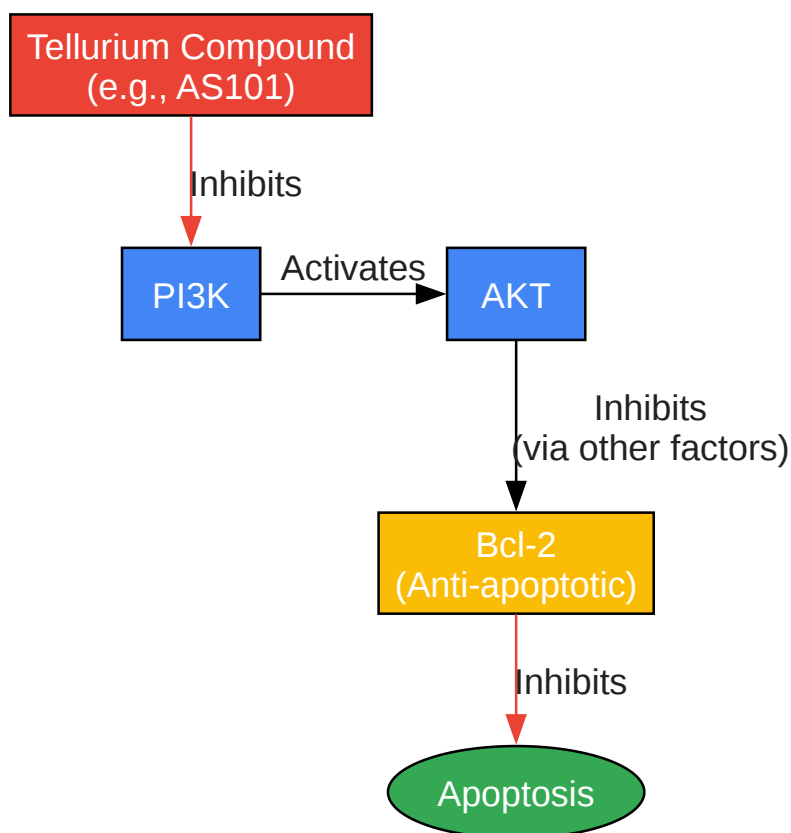 Tellurium Compound
(e.g., AS101)
Inhibits
PI3K
Activates
AKT
Inhibits
(via other factors)
Bcl-2
(Anti-apoptotic)
Inhibits
Apoptosis